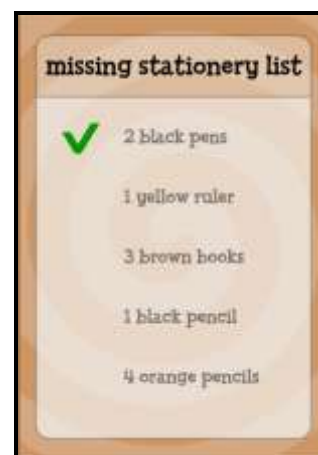 missing stationery list
2 black pens
1 yellow ruler
3 brown books
1 black pencil
4 orange pencils